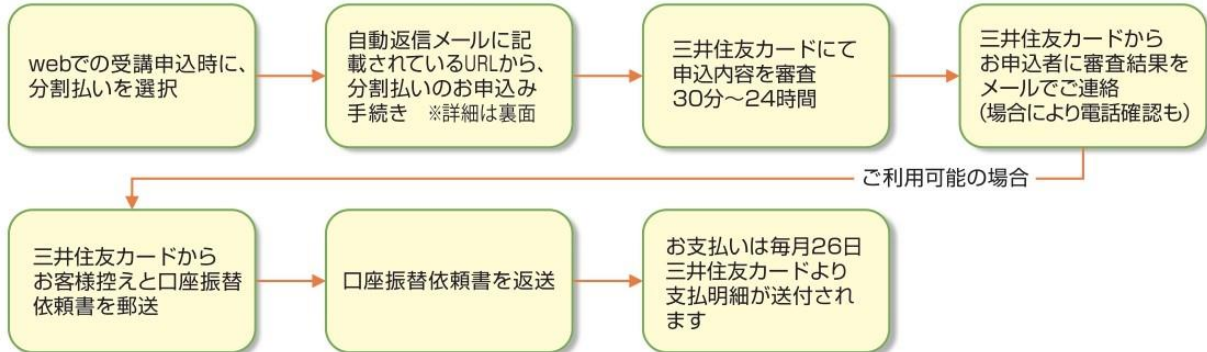 webでの受講申込時に、
分割払いを選択
自動返信メールに記
載されているURLから、
分割払いのお申込み
手続き　※詳細は裏面
三井住友カードにて
申込内容を審査
30分～24時間
三井住友カードから
お申込者に審査結果を
メールでご連絡
(場合により電話確認も)
ご利用可能の場合
三井住友カードから
お客様控えと口座振替
依頼書を郵送
口座振替依頼書を返送
お支払いは毎月26日
三井住友カードより
支払明細が送付され
ます